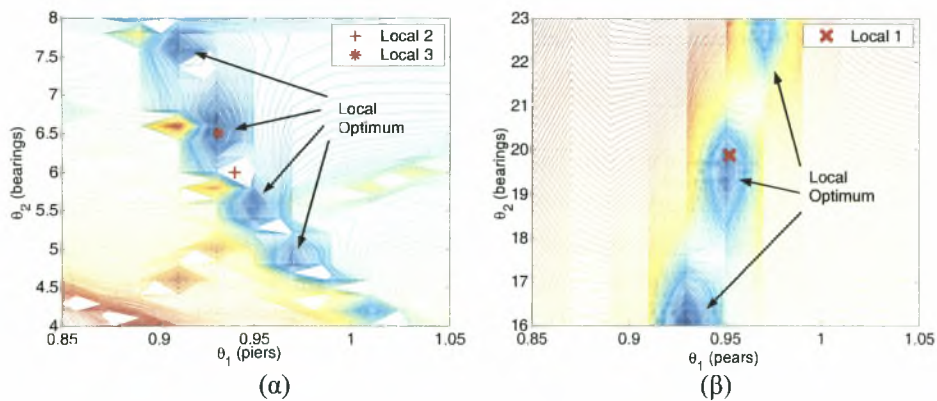 8
7.5
7
6.5
6
5.5
5
4.5
4
θ2 (bearings)
0.85
0.9
0.95
1
1.05
θ1 (piers)
Local 2
Local 3
Local
Optimum
(α)
23
22
21
20
19
18
17
16
θ2 (bearings)
0.85
0.9
0.95
1
1.05
θ1 (pears)
Local 1
Local
Optimum
(β)